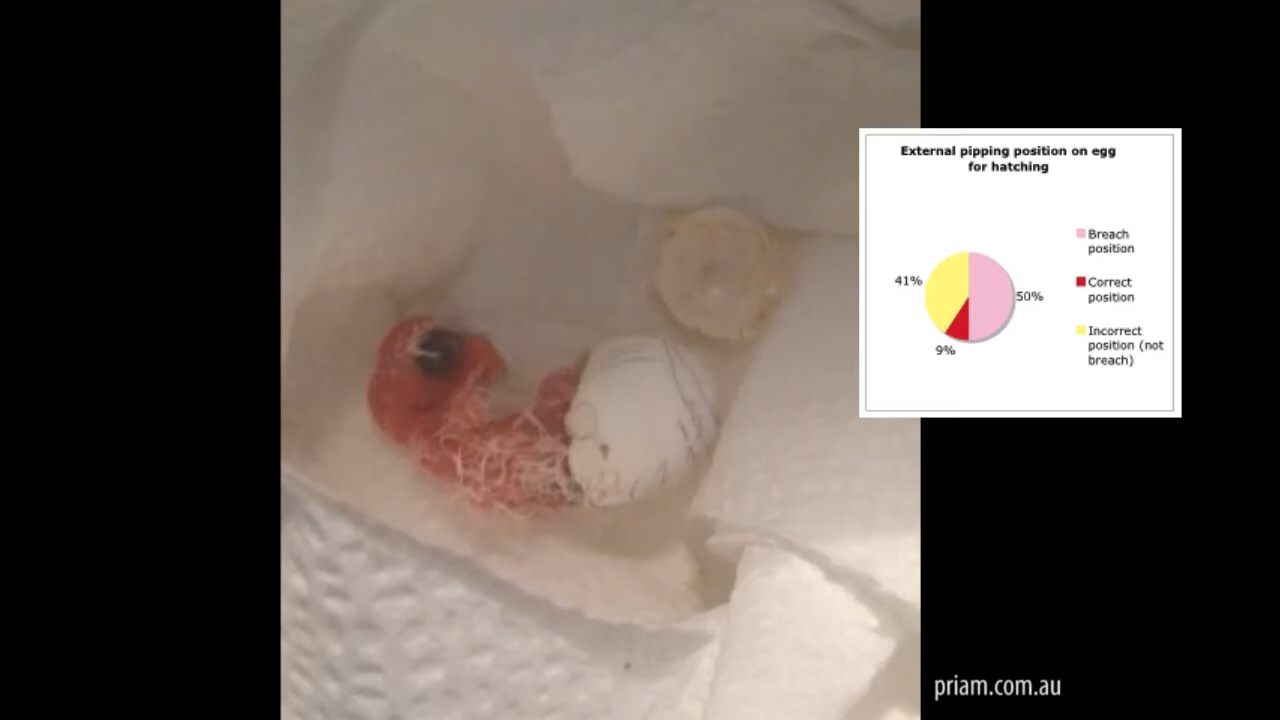 External pipping position on egg
for hatching
Breach
position
41%
50%
Correct
position
Incorrect
position (not
breach)
9%
priam.com.au